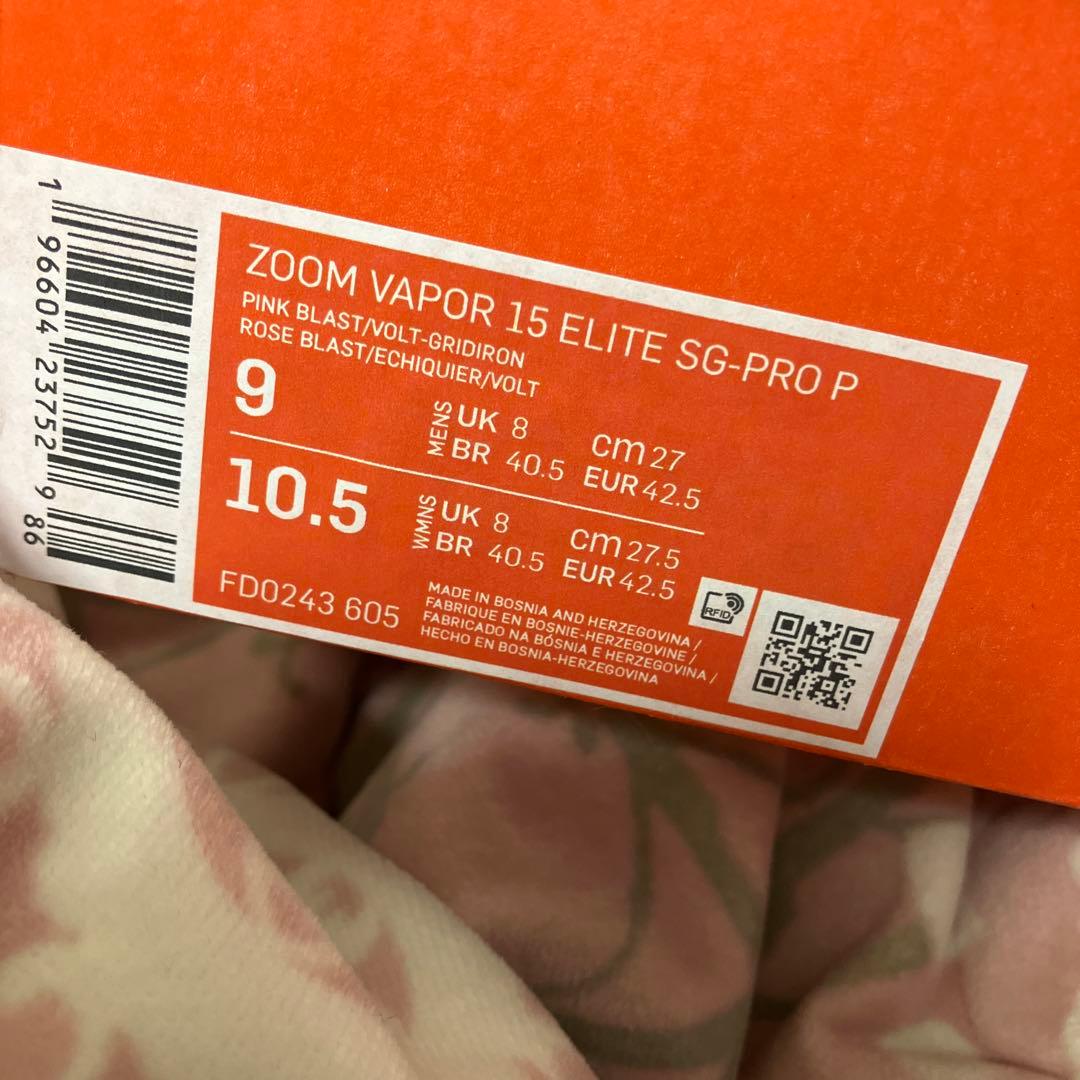 1 96604 23752 9 86
ZOOM VAPOR 15 ELITE SG-PRO P
PINK BLAST/VOLT-GRIDIRON
ROSE BLAST/ECHIQUIER/VOLT
9 MENS UK 8 cm 27
BR 40.5 EUR 42.5
10.5 WMNS UK 8 cm 27.5
BR 40.5 EUR 42.5
FD0243 605
MADE IN BOSNIA AND HERZEGOVINA /
FABRIQUE EN BOSNIE-HERZEGOVINE /
FABRICADO NA BÓSNIA E HERZEGOVINA /
HECHO EN BOSNIA-HERZEGOVINA
RFID